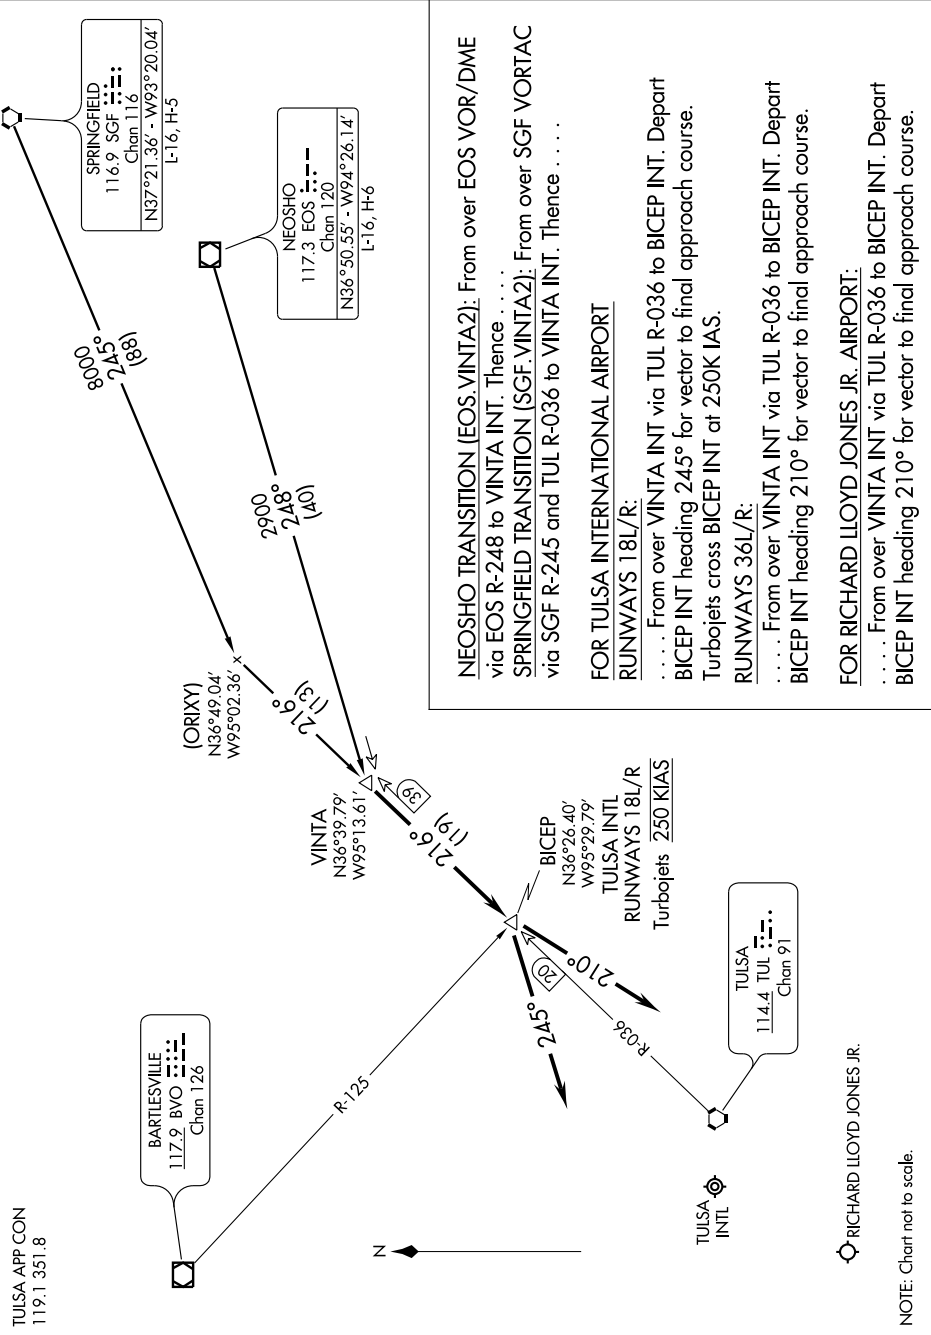 TULSA APP CON
119.1 351.8
SPRINGFIELD
116.9 SGF
Chan 116
N37°21.36' - W93°20.04'
L-16, H-5
NEOSHO
117.3 EOS
Chan 120
N36°50.55' - W94°26.14'
L-16, H-6
8000
245°
(88)
2900
248°
(40)
(ORIXY)
N36°49.04'
W95°02.36'
x
216°
(13)
VINTA
N36°39.79'
W95°13.61'
39
216°
(19)
BICEP
N36°26.40'
W95°29.79'
TULSA INTL
RUNWAYS 18L/R
Turbojets 250 KIAS
BARTLESVILLE
117.9 BVO
Chan 126
R-125
245°
210°
20
R-036
TULSA
114.4 TUL
Chan 91
N
TULSA
INTL
RICHARD LLOYD JONES JR.
NOTE: Chart not to scale.
NEOSHO TRANSITION (EOS.VINTA2): From over EOS VOR/DME
via EOS R-248 to VINTA INT. Thence . . . .
SPRINGFIELD TRANSITION (SGF.VINTA2): From over SGF VORTAC
via SGF R-245 and TUL R-036 to VINTA INT. Thence . . . .
FOR TULSA INTERNATIONAL AIRPORT
RUNWAYS 18L/R:
. . . . From over VINTA INT via TUL R-036 to BICEP INT. Depart
BICEP INT heading 245° for vector to final approach course.
Turbojets cross BICEP INT at 250K IAS.
RUNWAYS 36L/R:
. . . . From over VINTA INT via TUL R-036 to BICEP INT. Depart
BICEP INT heading 210° for vector to final approach course.
FOR RICHARD LLOYD JONES JR. AIRPORT:
. . . . From over VINTA INT via TUL R-036 to BICEP INT. Depart
BICEP INT heading 210° for vector to final approach course.